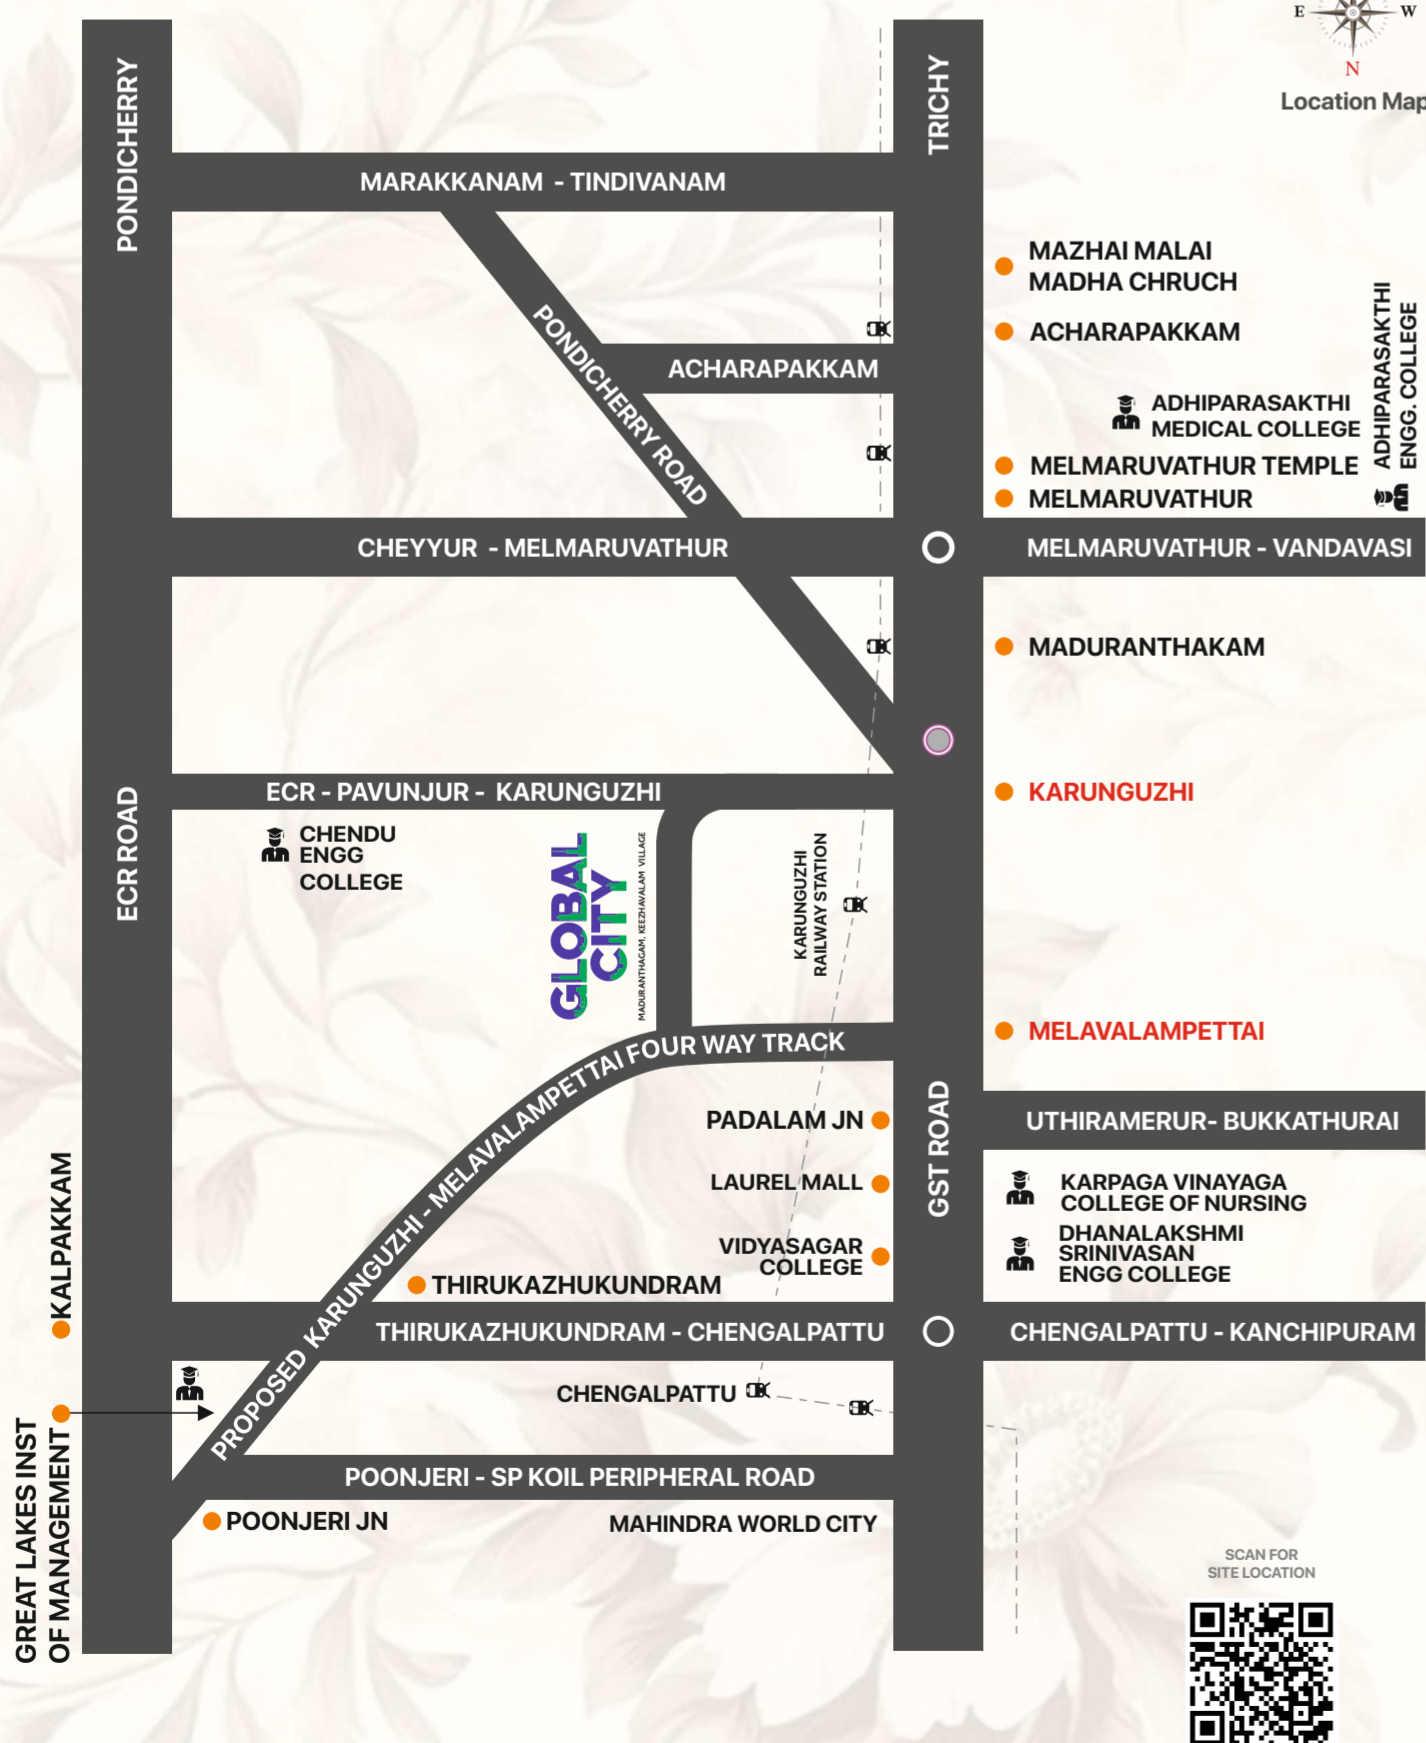 E
W
N
Location Map
PONDICHERRY
TRICHY
MARAKKANAM - TINDIVANAM
MAZHAI MALAI
MADHA CHRUCH
ACHARAPAKKAM
PONDICHERRY ROAD
ACHARAPAKKAM
ADHIPARASAKTHI
MEDICAL COLLEGE
ADHIPARASAKTHI
ENGG. COLLEGE
MELMARUVATHUR TEMPLE
MELMARUVATHUR
CHEYYUR - MELMARUVATHUR
MELMARUVATHUR - VANDAVASI
MADURANTHAKAM
ECR ROAD
ECR - PAVUNJUR - KARUNGUZHI
KARUNGUZHI
CHENDU
ENGG
COLLEGE
GLOBAL
CITY
MADURANTHAGAM, KEEZHAVALAM VILLAGE
KARUNGUZHI
RAILWAY STATION
MELAVALAMPETTAI
PROPOSED KARUNGUZHI - MELAVALAMPETTAI FOUR WAY TRACK
GST ROAD
PADALAM JN
UTHIRAMERUR- BUKKATHURAI
LAUREL MALL
KARPAGA VINAYAGA
COLLEGE OF NURSING
VIDYASAGAR
COLLEGE
DHANALAKSHMI
SRINIVASAN
ENGG COLLEGE
KALPAKKAM
THIRUKAZHUKUNDRAM
THIRUKAZHUKUNDRAM - CHENGALPATTU
CHENGALPATTU - KANCHIPURAM
CHENGALPATTU
GREAT LAKES INST
OF MANAGEMENT
POONJERI - SP KOIL PERIPHERAL ROAD
POONJERI JN
MAHINDRA WORLD CITY
SCAN FOR
SITE LOCATION